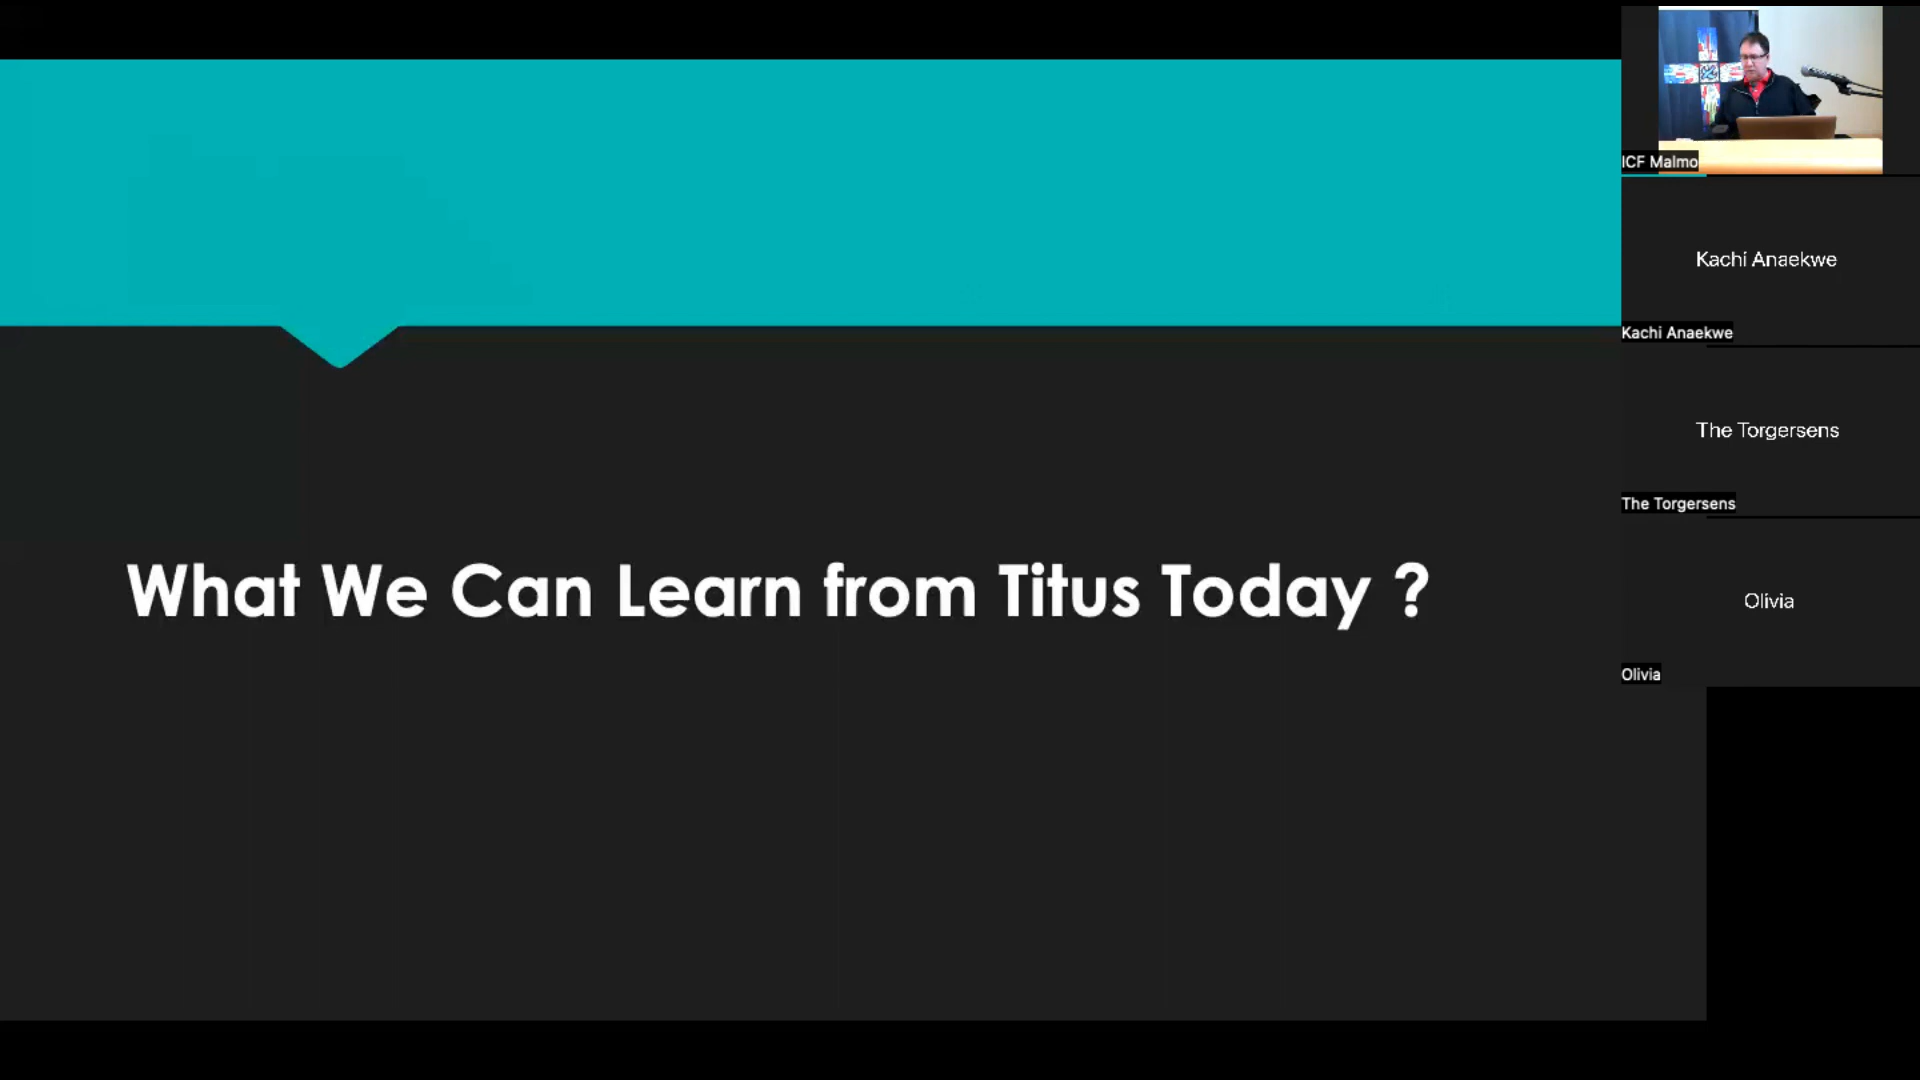 What We Can Learn from Titus Today ?
ICF Malmo
Kachi Anaekwe
Kachi Anaekwe
The Torgersens
The Torgersens
Olivia
Olivia